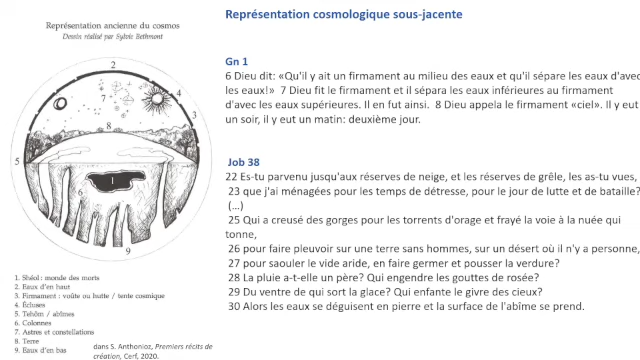 Représentation ancienne du cosmos
Dessin réalisé par Sylvie Bethmont
2
3
7
4
3
8
5
6
1
9
1. Shéol : monde des morts
2. Eaux d'en haut
3. Firmament : voûte ou hutte / tente cosmique
4. Écluses
5. Tehôm / abîmes
6. Colonnes
7. Astres et constellations
8. Terre
9. Eaux d'en bas
dans S. Anthonioz, Premiers récits de
création, Cerf, 2020.
Représentation cosmologique sous-jacente
Gn 1
6 Dieu dit: «Qu'il y ait un firmament au milieu des eaux et qu'il sépare les eaux d'avec
les eaux!» 7 Dieu fit le firmament et il sépara les eaux inférieures au firmament
d'avec les eaux supérieures. Il en fut ainsi. 8 Dieu appela le firmament «ciel». Il y eut
un soir, il y eut un matin: deuxième jour.
Job 38
22 Es-tu parvenu jusqu'aux réserves de neige, et les réserves de grêle, les as-tu vues,
23 que j'ai ménagées pour les temps de détresse, pour le jour de lutte et de bataille?
(…)
25 Qui a creusé des gorges pour les torrents d'orage et frayé la voie à la nuée qui
tonne,
26 pour faire pleuvoir sur une terre sans hommes, sur un désert où il n'y a personne,
27 pour saouler le vide aride, en faire germer et pousser la verdure?
28 La pluie a-t-elle un père? Qui engendre les gouttes de rosée?
29 Du ventre de qui sort la glace? Qui enfante le givre des cieux?
30 Alors les eaux se déguisent en pierre et la surface de l'abîme se prend.